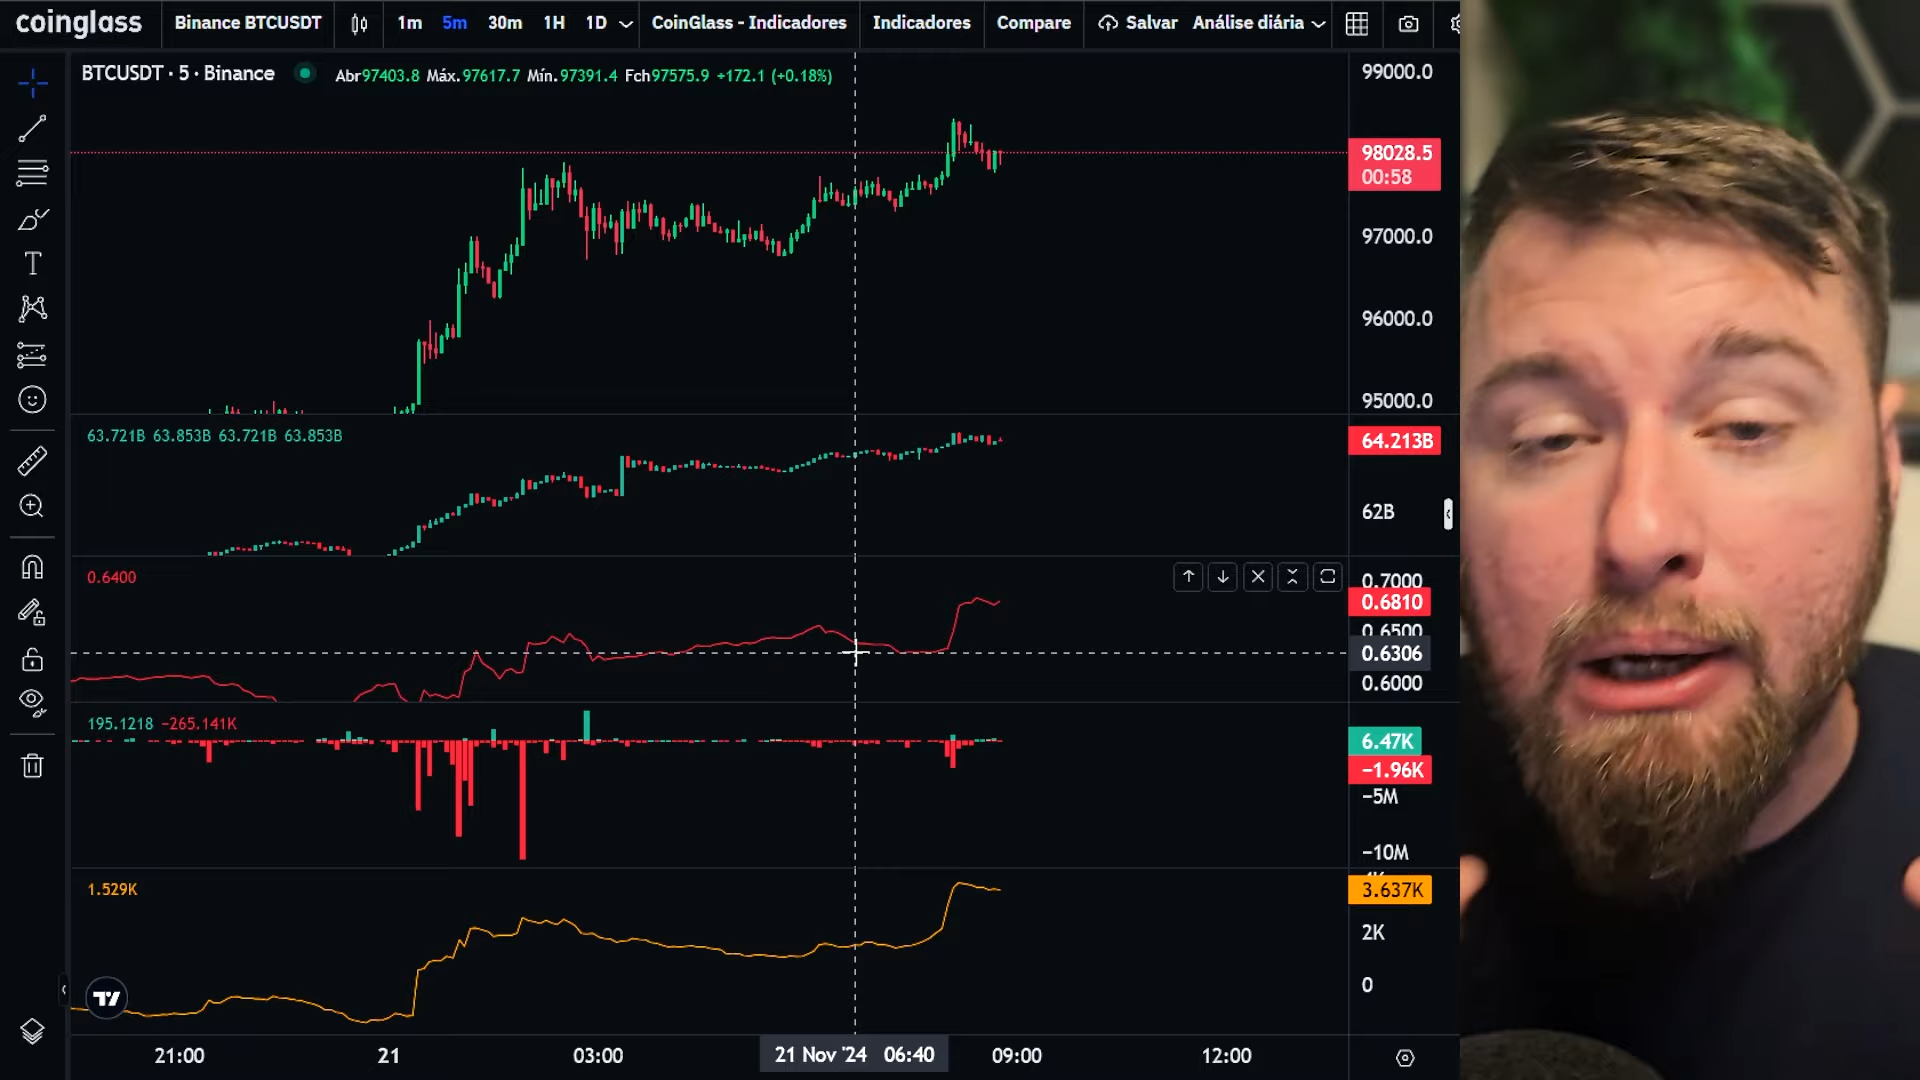 coinglass Binance BTCUSDT 1m 5m 30m 1H 1D CoinGlass - Indicadores Indicadores Compare Salvar Análise diária
BTCUSDT · 5 · Binance Abr97403.8 Máx.97617.7 Mín.97391.4 Fch97575.9 +172.1 (+0.18%)
99000.0
98028.5
00:58
97000.0
96000.0
95000.0
63.721B 63.853B 63.721B 63.853B
64.213B
62B
0.6400
0.7000
0.6810
0.6500
0.6306
0.6000
195.1218 −265.141K
6.47K
−1.96K
−5M
−10M
1.529K
4K
3.637K
2K
0
21:00 21 03:00 21 Nov '24 06:40 09:00 12:00